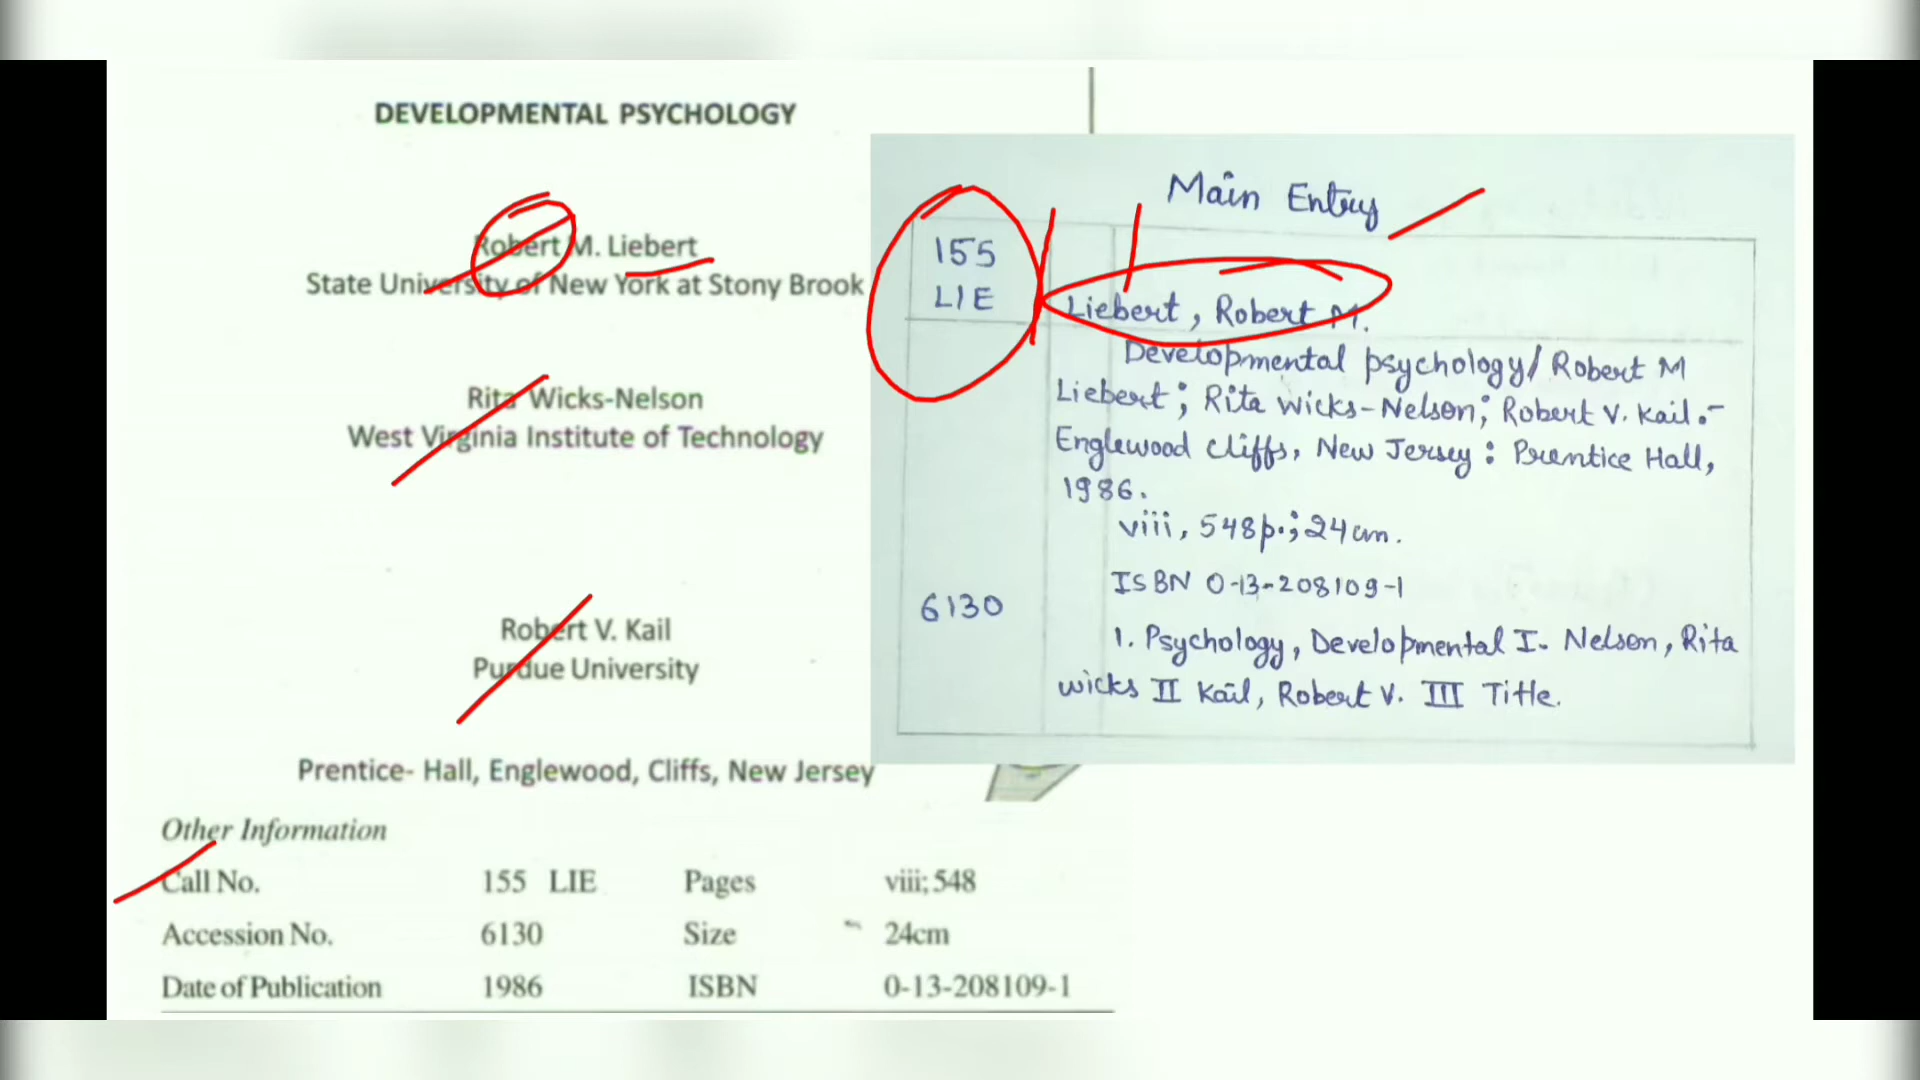 DEVELOPMENTAL PSYCHOLOGY
Robert M. Liebert
State University of New York at Stony Brook
Rita Wicks-Nelson
West Virginia Institute of Technology
Robert V. Kail
Purdue University
Prentice- Hall, Englewood, Cliffs, New Jersey
Other Information
Call No. 155 LIE Pages viii; 548
Accession No. 6130 Size 24cm
Date of Publication 1986 ISBN 0-13-208109-1
Main Entry
155
LIE
Liebert, Robert M.
Developmental psychology/ Robert M
Liebert; Rita Wicks-Nelson; Robert V. Kail.-
Englewood Cliffs, New Jersey : Prentice Hall,
1986.
viii, 548p.; 24cm.
ISBN 0-13-208109-1
6130
1. Psychology, Developmental I. Nelson, Rita
Wicks II Kail, Robert V. III Title.